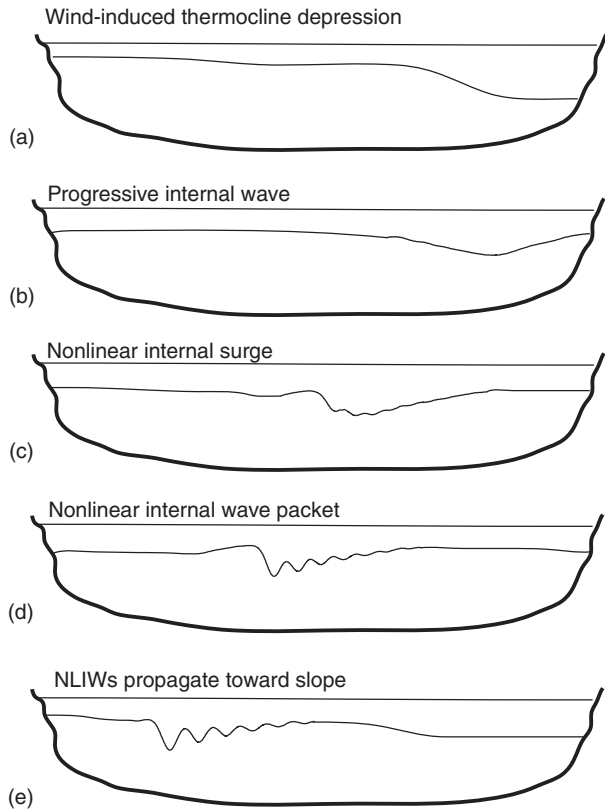 Wind-induced thermocline depression
(a)
Progressive internal wave
(b)
Nonlinear internal surge
(c)
Nonlinear internal wave packet
(d)
NLIWs propagate toward slope
(e)